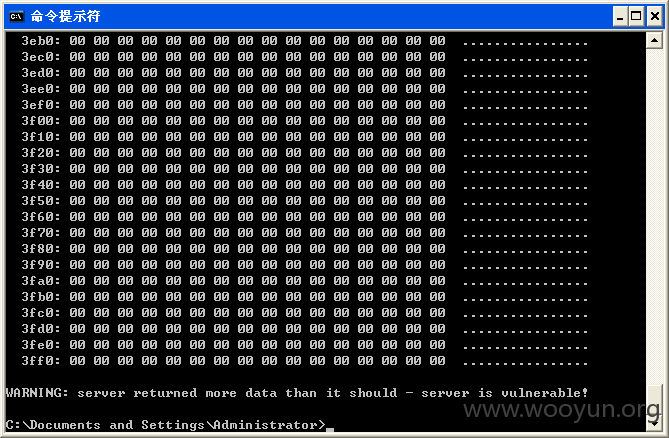 命令提示符
3eb0: 00 00 00 00 00 00 00 00 00 00 00 00 00 00 00 00  ................
3ec0: 00 00 00 00 00 00 00 00 00 00 00 00 00 00 00 00  ................
3ed0: 00 00 00 00 00 00 00 00 00 00 00 00 00 00 00 00  ................
3ee0: 00 00 00 00 00 00 00 00 00 00 00 00 00 00 00 00  ................
3ef0: 00 00 00 00 00 00 00 00 00 00 00 00 00 00 00 00  ................
3f00: 00 00 00 00 00 00 00 00 00 00 00 00 00 00 00 00  ................
3f10: 00 00 00 00 00 00 00 00 00 00 00 00 00 00 00 00  ................
3f20: 00 00 00 00 00 00 00 00 00 00 00 00 00 00 00 00  ................
3f30: 00 00 00 00 00 00 00 00 00 00 00 00 00 00 00 00  ................
3f40: 00 00 00 00 00 00 00 00 00 00 00 00 00 00 00 00  ................
3f50: 00 00 00 00 00 00 00 00 00 00 00 00 00 00 00 00  ................
3f60: 00 00 00 00 00 00 00 00 00 00 00 00 00 00 00 00  ................
3f70: 00 00 00 00 00 00 00 00 00 00 00 00 00 00 00 00  ................
3f80: 00 00 00 00 00 00 00 00 00 00 00 00 00 00 00 00  ................
3f90: 00 00 00 00 00 00 00 00 00 00 00 00 00 00 00 00  ................
3fa0: 00 00 00 00 00 00 00 00 00 00 00 00 00 00 00 00  ................
3fb0: 00 00 00 00 00 00 00 00 00 00 00 00 00 00 00 00  ................
3fc0: 00 00 00 00 00 00 00 00 00 00 00 00 00 00 00 00  ................
3fd0: 00 00 00 00 00 00 00 00 00 00 00 00 00 00 00 00  ................
3fe0: 00 00 00 00 00 00 00 00 00 00 00 00 00 00 00 00  ................
3ff0: 00 00 00 00 00 00 00 00 00 00 00 00 00 00 00 00  ................
WARNING: server returned more data than it should - server is vulnerable!
www.wooyun.org
C:\Documents and Settings\Administrator>_